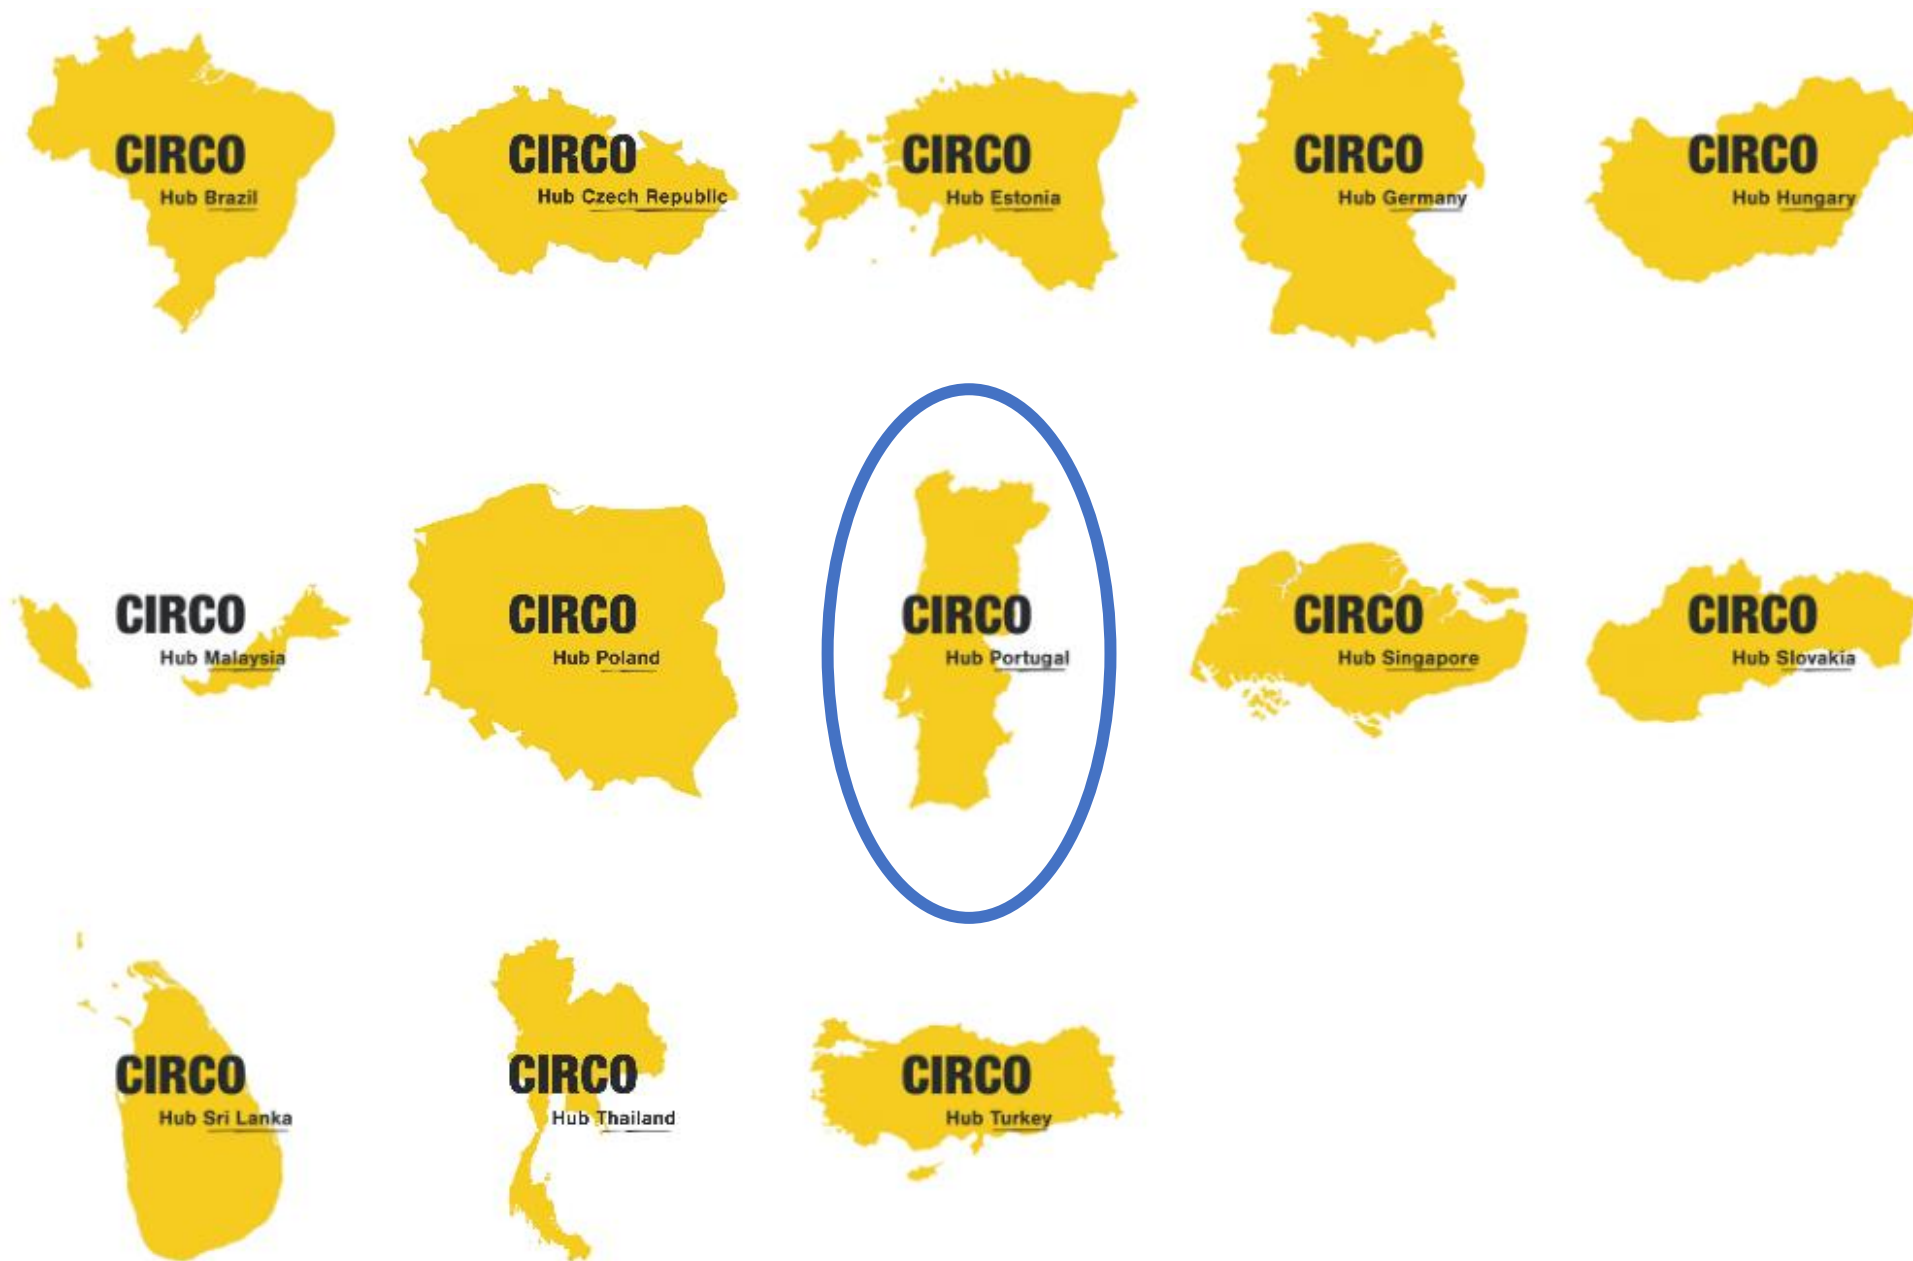 CIRCO
Hub Brazil
CIRCO
Hub Czech Republic
CIRCO
Hub Estonia
CIRCO
Hub Germany
CIRCO
Hub Hungary
CIRCO
Hub Malaysia
CIRCO
Hub Poland
CIRCO
Hub Portugal
CIRCO
Hub Singapore
CIRCO
Hub Slovakia
CIRCO
Hub Sri Lanka
CIRCO
Hub Thailand
CIRCO
Hub Turkey